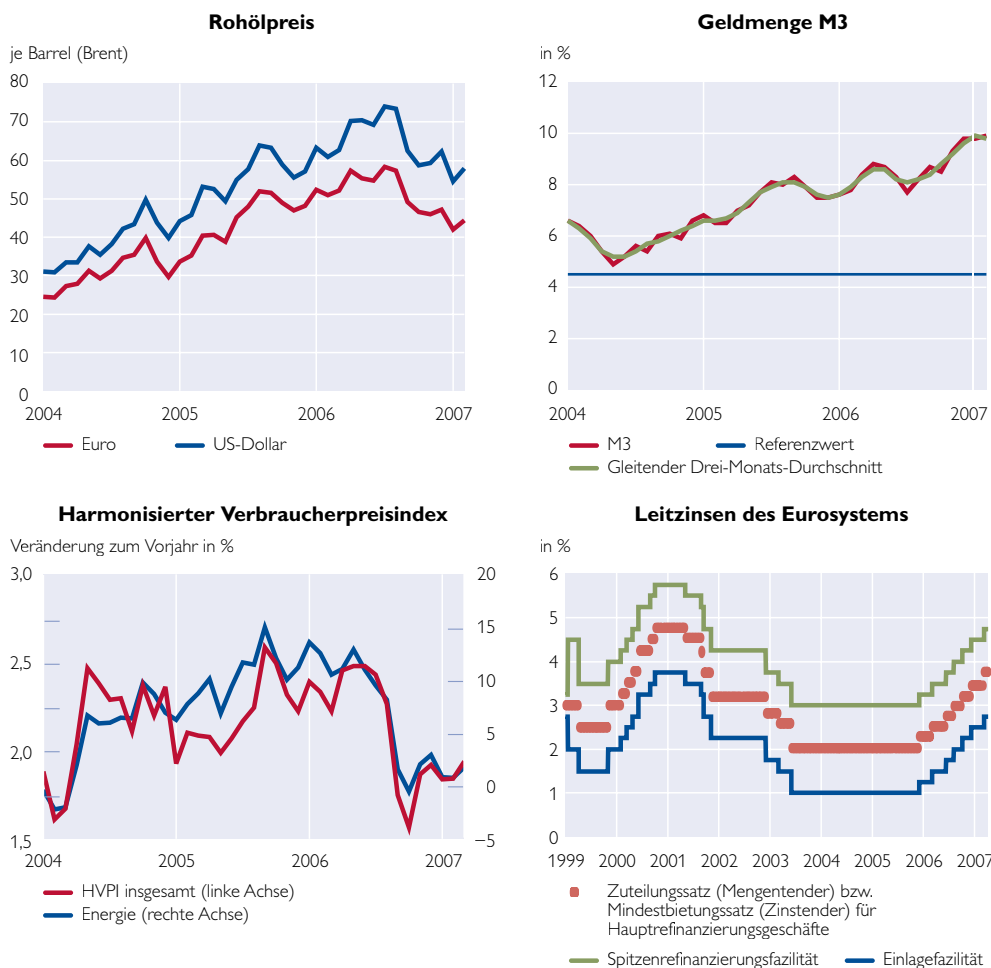 Rohölpreis
je Barrel (Brent)
80
70
60
50
40
30
20
10
0
2004 2005 2006 2007
Euro US-Dollar
Geldmenge M3
in %
12
10
8
6
4
2
0
2004 2005 2006 2007
M3 Referenzwert
Gleitender Drei-Monats-Durchschnitt
Harmonisierter Verbraucherpreisindex
Veränderung zum Vorjahr in %
3,0 20
15
2,5 10
2,0 5
0
1,5 −5
2004 2005 2006 2007
HVPI insgesamt (linke Achse)
Energie (rechte Achse)
Leitzinsen des Eurosystems
in %
6
5
4
3
2
1
0
1999 2000 2001 2002 2003 2004 2005 2006 2007
Zuteilungssatz (Mengentender) bzw.
Mindestbietungssatz (Zinstender) für
Hauptrefinanzierungsgeschäfte
Spitzenrefinanzierungsfazilität Einlagefazilität